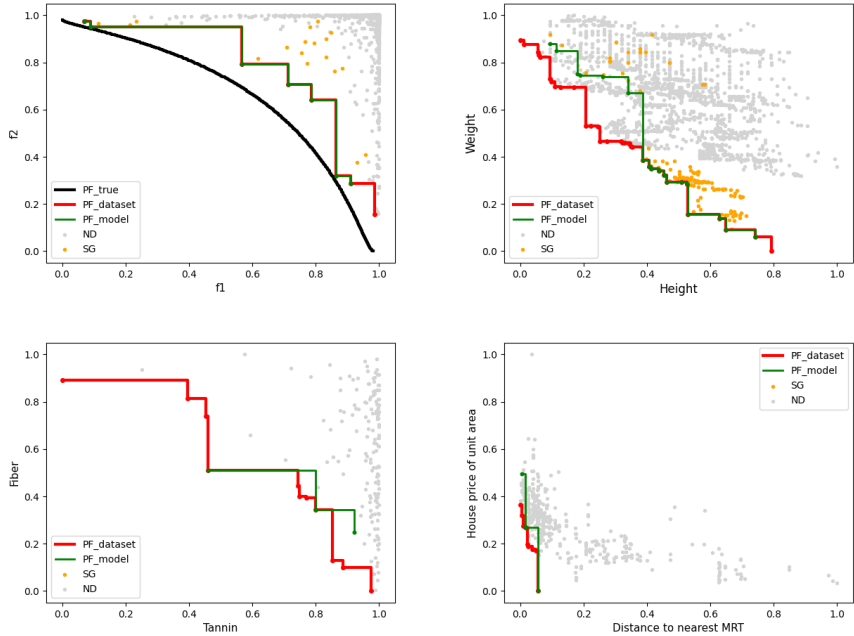 1.0
0.8
0.6
0.4
0.2
0.0
f2
PF_true
PF_dataset
PF_model
ND
SG
0.0 0.2 0.4 0.6 0.8 1.0
f1
1.0
0.8
0.6
0.4
0.2
0.0
Weight
PF_dataset
PF_model
ND
SG
0.0 0.2 0.4 0.6 0.8 1.0
Height
1.0
0.8
0.6
0.4
0.2
0.0
Fiber
PF_dataset
PF_model
SG
ND
0.0 0.2 0.4 0.6 0.8 1.0
Tannin
1.0
0.8
0.6
0.4
0.2
0.0
House price of unit area
PF_dataset
PF_model
SG
ND
0.0 0.2 0.4 0.6 0.8 1.0
Distance to nearest MRT